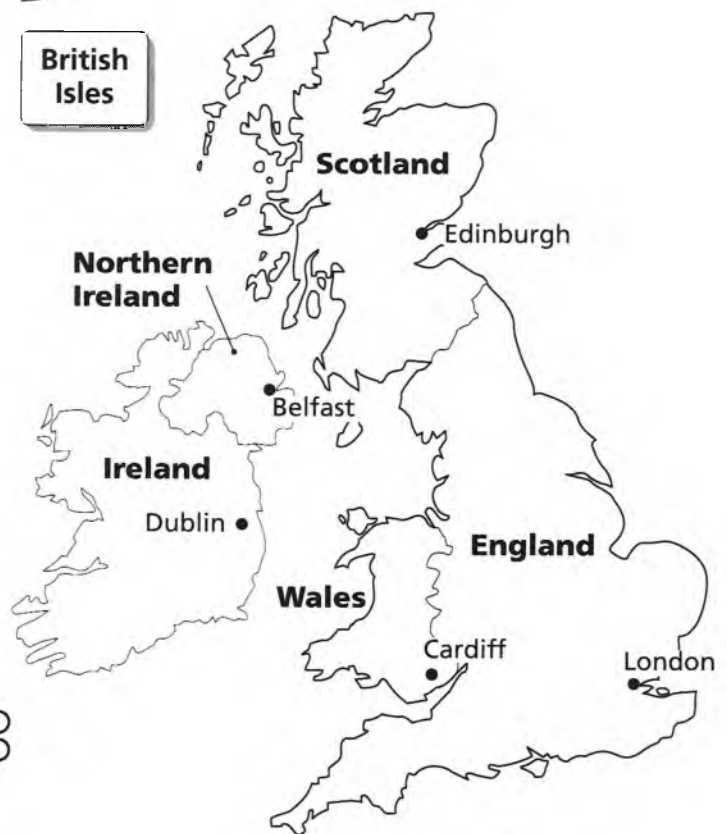 British
Isles
Scotland
Edinburgh
Northern
Ireland
Belfast
Ireland
Dublin
England
Wales
Cardiff
London